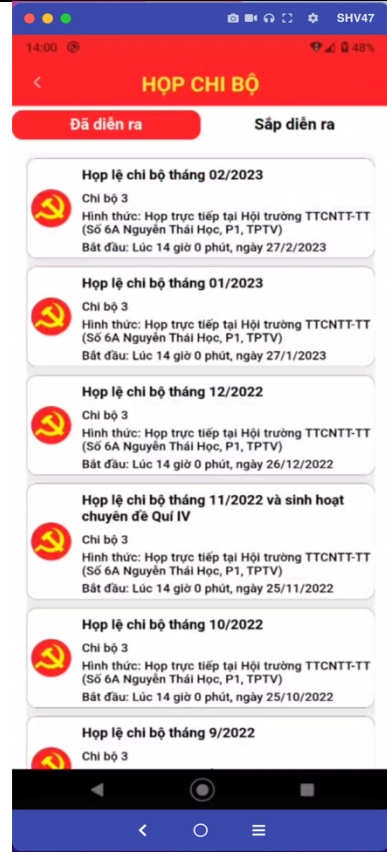 SHV47
14:00
48%
HỌP CHI BỘ
Đã diễn ra
Sắp diễn ra
Họp lệ chi bộ tháng 02/2023
Chi bộ 3
Hình thức: Họp trực tiếp tại Hội trường TTCNTT-TT
(Số 6A Nguyễn Thái Học, P1, TPTV)
Bắt đầu: Lúc 14 giờ 0 phút, ngày 27/2/2023
Họp lệ chi bộ tháng 01/2023
Chi bộ 3
Hình thức: Họp trực tiếp tại Hội trường TTCNTT-TT
(Số 6A Nguyễn Thái Học, P1, TPTV)
Bắt đầu: Lúc 14 giờ 0 phút, ngày 27/1/2023
Họp lệ chi bộ tháng 12/2022
Chi bộ 3
Hình thức: Họp trực tiếp tại Hội trường TTCNTT-TT
(Số 6A Nguyễn Thái Học, P1, TPTV)
Bắt đầu: Lúc 14 giờ 0 phút, ngày 26/12/2022
Họp lệ chi bộ tháng 11/2022 và sinh hoạt
chuyên đề Quí IV
Chi bộ 3
Hình thức: Họp trực tiếp tại Hội trường TTCNTT-TT
(Số 6A Nguyễn Thái Học, P1, TPTV)
Bắt đầu: Lúc 14 giờ 0 phút, ngày 25/11/2022
Họp lệ chi bộ tháng 10/2022
Chi bộ 3
Hình thức: Họp trực tiếp tại Hội trường TTCNTT-TT
(Số 6A Nguyễn Thái Học, P1, TPTV)
Bắt đầu: Lúc 14 giờ 0 phút, ngày 25/10/2022
Họp lệ chi bộ tháng 9/2022
Chi bộ 3